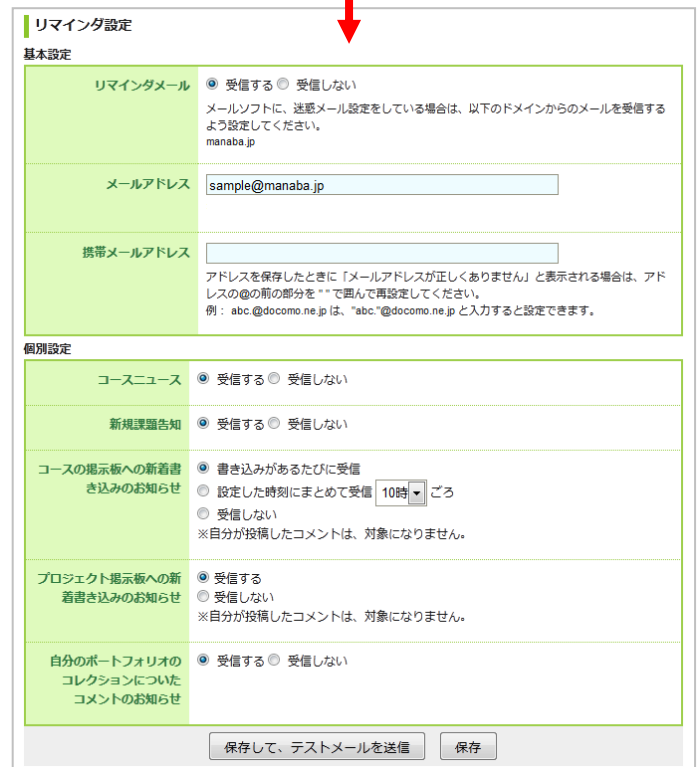 リマインダ設定
基本設定
リマインダメール
受信する 受信しない
メールソフトに、迷惑メール設定をしている場合は、以下のドメインからのメールを受信する
よう設定してください。
manaba.jp
メールアドレス
sample@manaba.jp
携帯メールアドレス
アドレスを保存したときに「メールアドレスが正しくありません」と表示される場合は、アド
レスの@の前の部分を " " で囲んで再設定してください。
例： abc.@docomo.ne.jp は、"abc."@docomo.ne.jp と入力すると設定できます。
個別設定
コースニュース
受信する 受信しない
新規課題告知
受信する 受信しない
コースの掲示板への新着書
き込みのお知らせ
書き込みがあるたびに受信
設定した時刻にまとめて受信 10時 ごろ
受信しない
※自分が投稿したコメントは、対象になりません。
プロジェクト掲示板への新
着書き込みのお知らせ
受信する
受信しない
※自分が投稿したコメントは、対象になりません。
自分のポートフォリオの
コレクションについた
コメントのお知らせ
受信する 受信しない
保存して、テストメールを送信 保存